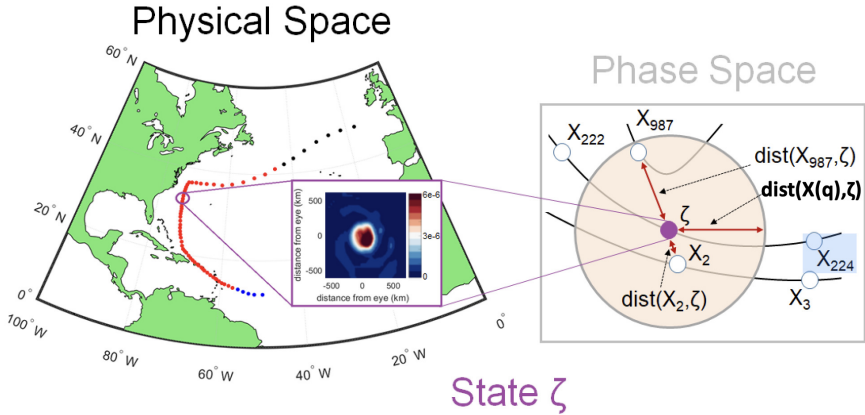 Physical Space
60°N
40°N
20°N
0°
100°W
80°W
60°W
40°W
20°W
0°
distance from eye (km)
500
0
-500
-500
0
500
distance from eye (km)
6e-6
3e-6
0
State ζ
Phase Space
X222
X987
dist(X987,ζ)
dist(X(q),ζ)
ζ
X2
X224
X3
dist(X2,ζ)